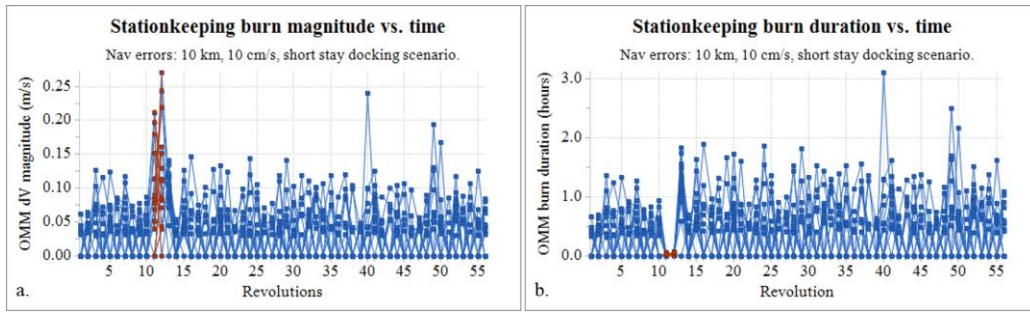 Stationkeeping burn magnitude vs. time
Nav errors: 10 km, 10 cm/s, short stay docking scenario.
OMM dV magnitude (m/s)
0.25
0.20
0.15
0.10
0.05
0.00
5 10 15 20 25 30 35 40 45 50 55
Revolutions
a.
Stationkeeping burn duration vs. time
Nav errors: 10 km, 10 cm/s, short stay docking scenario.
OMM burn duration (hours)
3.0
2.0
1.0
0.0
5 10 15 20 25 30 35 40 45 50 55
Revolution
b.